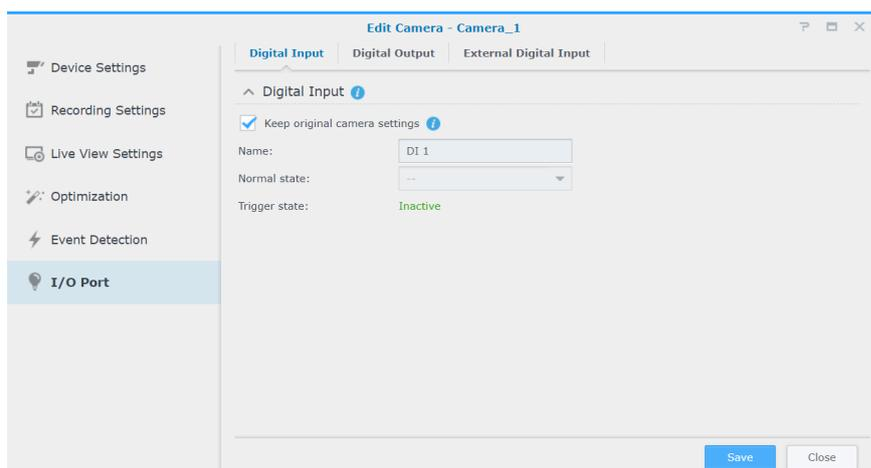 Edit Camera - Camera_1
Device Settings
Recording Settings
Live View Settings
Optimization
Event Detection
I/O Port
Digital Input Digital Output External Digital Input
Digital Input
Keep original camera settings
Name: DI 1
Normal state: --
Trigger state: Inactive
Save Close